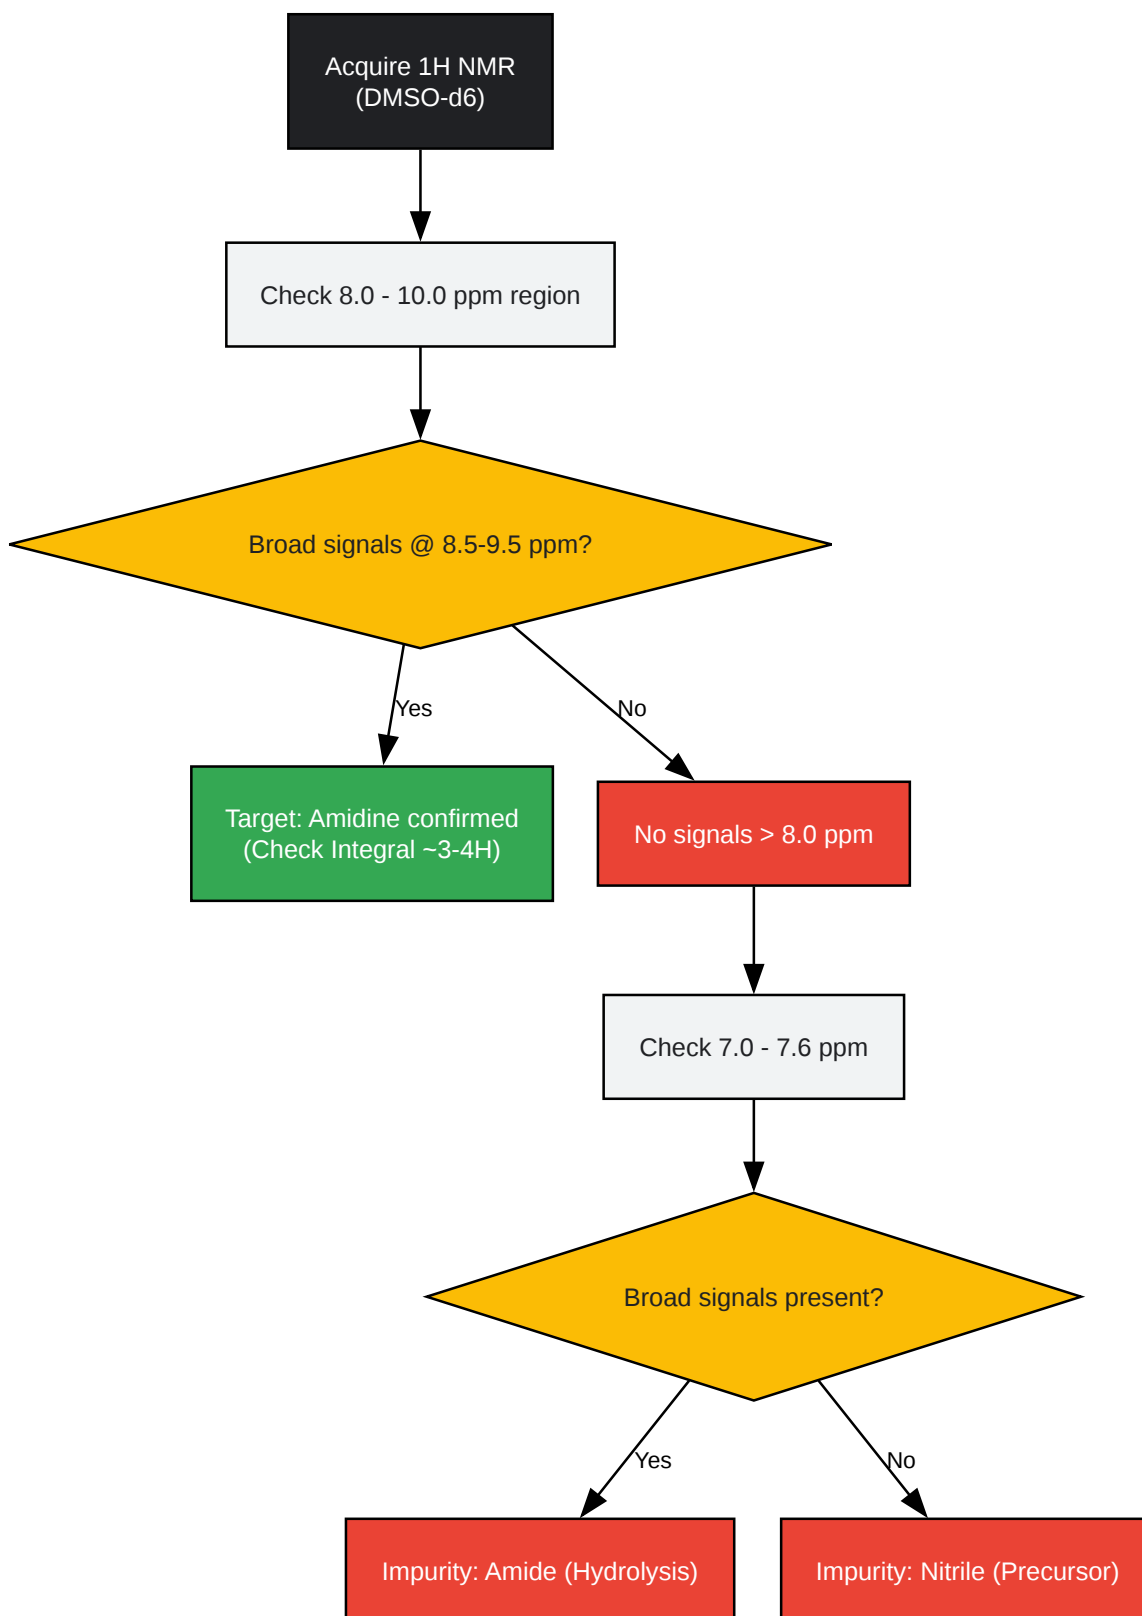 Acquire 1H NMR
(DMSO-d6)
Check 8.0 - 10.0 ppm region
Broad signals @ 8.5-9.5 ppm?
Yes
No
Target: Amidine confirmed
(Check Integral ~3-4H)
No signals > 8.0 ppm
Check 7.0 - 7.6 ppm
Broad signals present?
Yes
No
Impurity: Amide (Hydrolysis)
Impurity: Nitrile (Precursor)